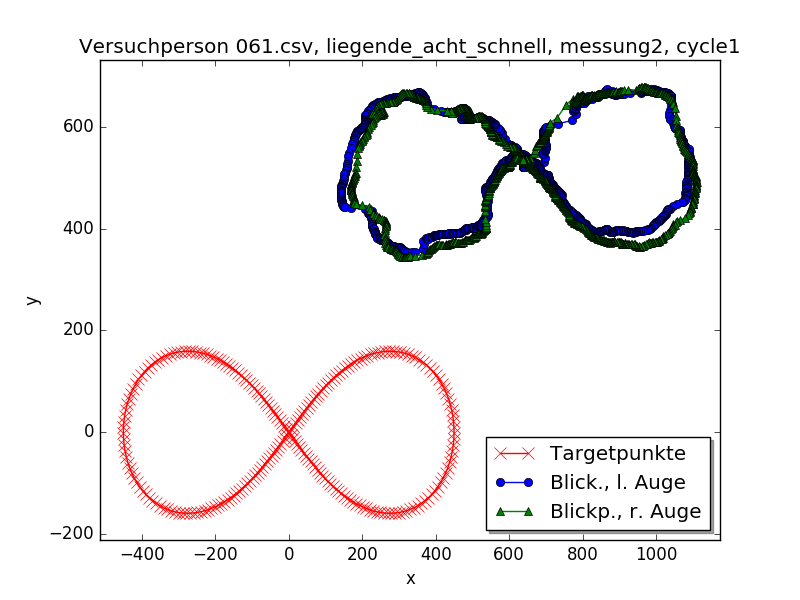 Versuchperson 061.csv, liegende_acht_schnell, messung2, cycle1
y
600
400
200
0
−200
−400
−200
0
200
400
600
800
1000
x
Targetpunkte
Blick., l. Auge
Blickp., r. Auge